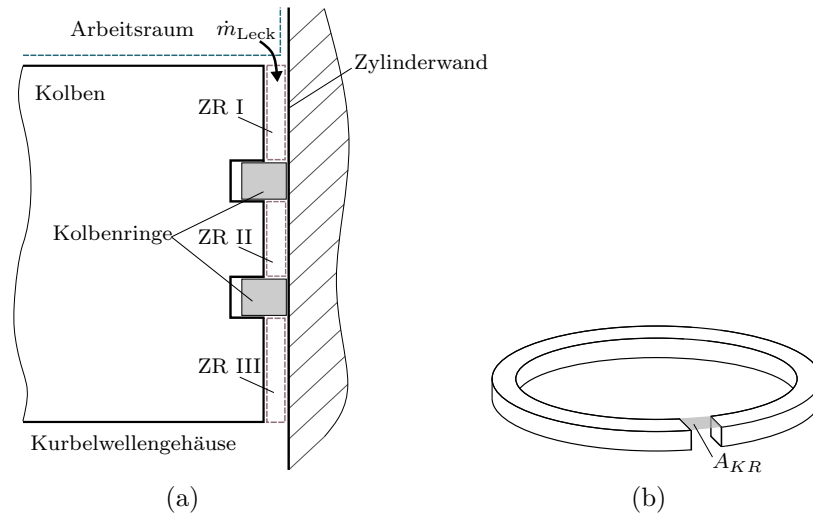 Arbeitsraum
ṁ_Leck
Zylinderwand
Kolben
ZR I
Kolbenringe
ZR II
ZR III
Kurbelwellengehäuse
A_KR
(a)
(b)